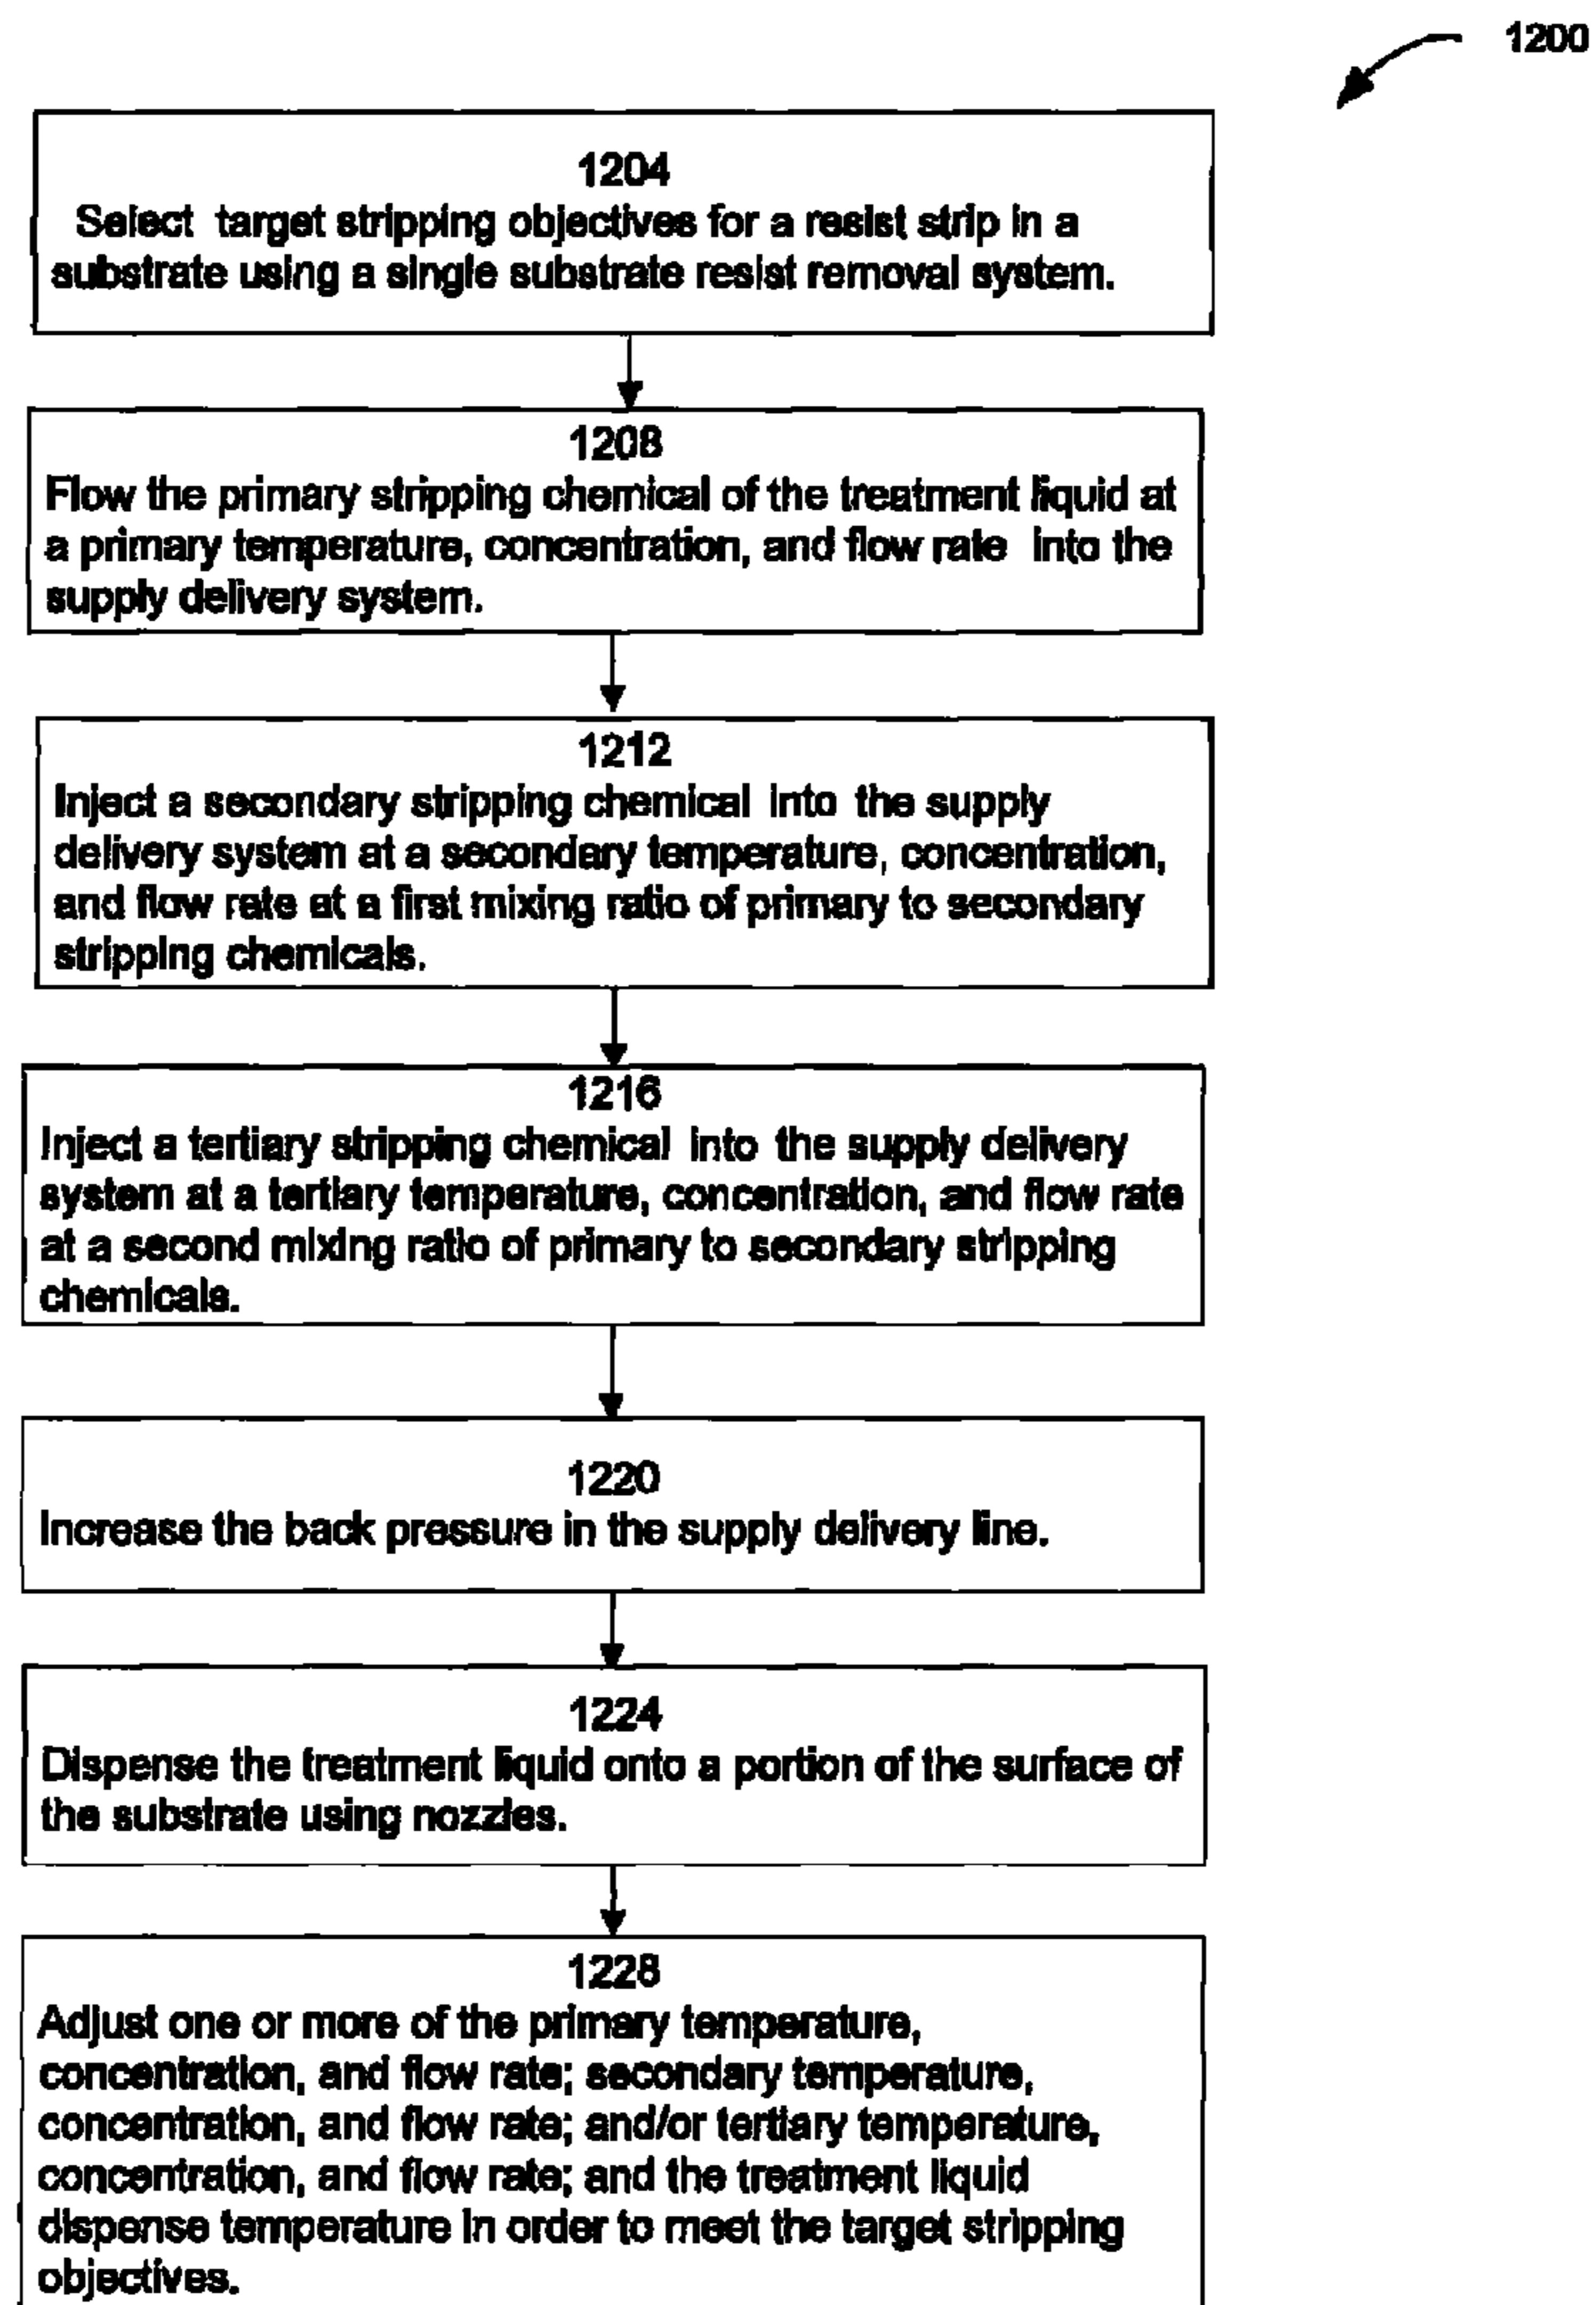 1200
1204
Select target stripping objectives for a resist strip in a
substrate using a single substrate resist removal system.
1208
Flow the primary stripping chemical of the treatment liquid at
a primary temperature, concentration, and flow rate into the
supply delivery system.
1212
Inject a secondary stripping chemical into the supply
delivery system at a secondary temperature, concentration,
and flow rate at a first mixing ratio of primary to secondary
stripping chemicals.
1216
Inject a tertiary stripping chemical into the supply delivery
system at a tertiary temperature, concentration, and flow rate
at a second mixing ratio of primary to secondary stripping
chemicals.
1220
Increase the back pressure in the supply delivery line.
1224
Dispense the treatment liquid onto a portion of the surface of
the substrate using nozzles.
1228
Adjust one or more of the primary temperature,
concentration, and flow rate; secondary temperature,
concentration, and flow rate; and/or tertiary temperature,
concentration, and flow rate; and the treatment liquid
dispense temperature in order to meet the target stripping
objectives.